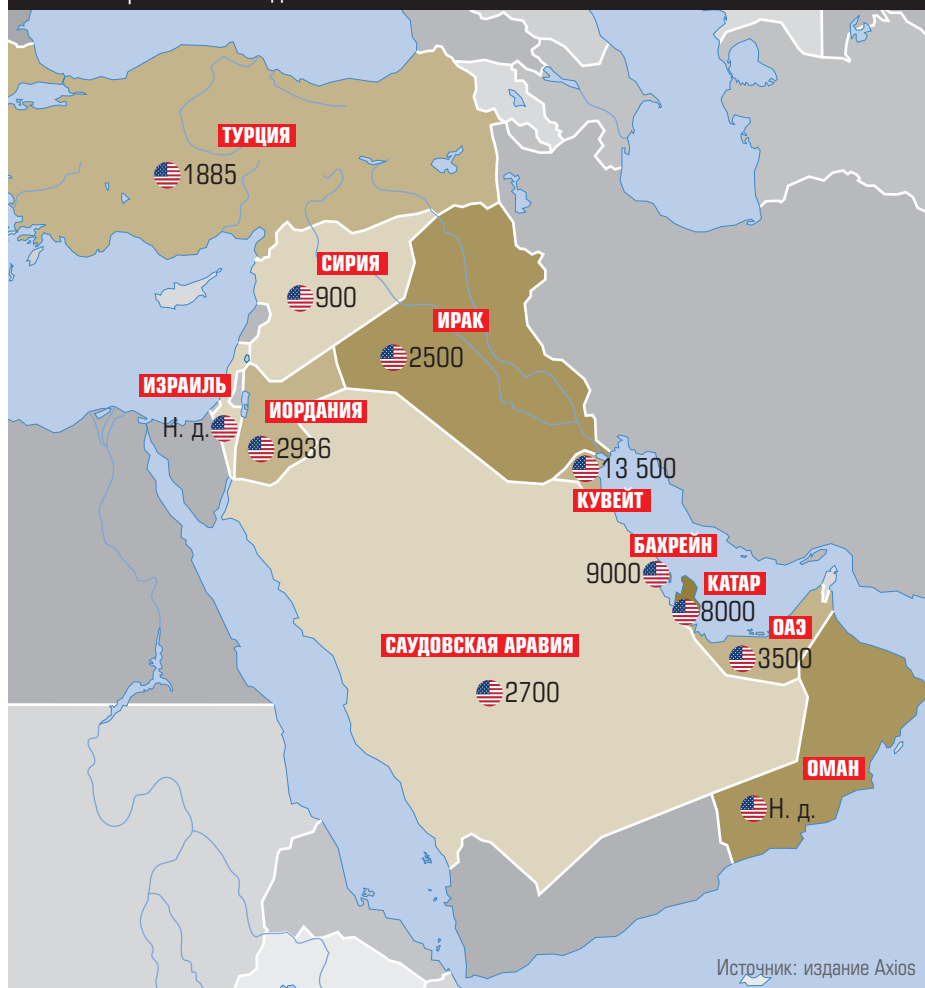 ТУРЦИЯ
1885
СИРИЯ
900
ИРАК
2500
ИЗРАИЛЬ
Н. д.
ИОРДАНИЯ
2936
13 500
КУВЕЙТ
БАХРЕЙН
9000
КАТАР
8000
ОАЭ
3500
САУДОВСКАЯ АРАВИЯ
2700
ОМАН
Н. д.
Источник: издание Axios